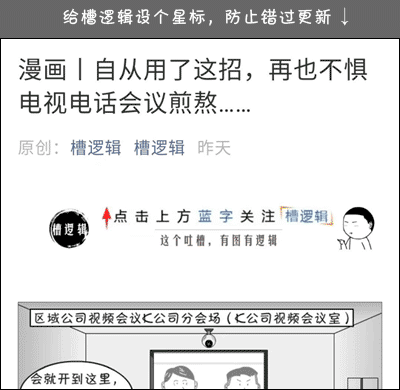 给槽逻辑设个星标，防止错过更新↓
漫画丨自从用了这招，再也不惧
电视电话会议煎熬……
原创： 槽逻辑 槽逻辑 昨天
槽逻辑
点击上方蓝字关注 槽逻辑
这个吐槽，有图有逻辑
区域公司视频会议K公司分会场（K公司视频会议室）
会就开到这里，